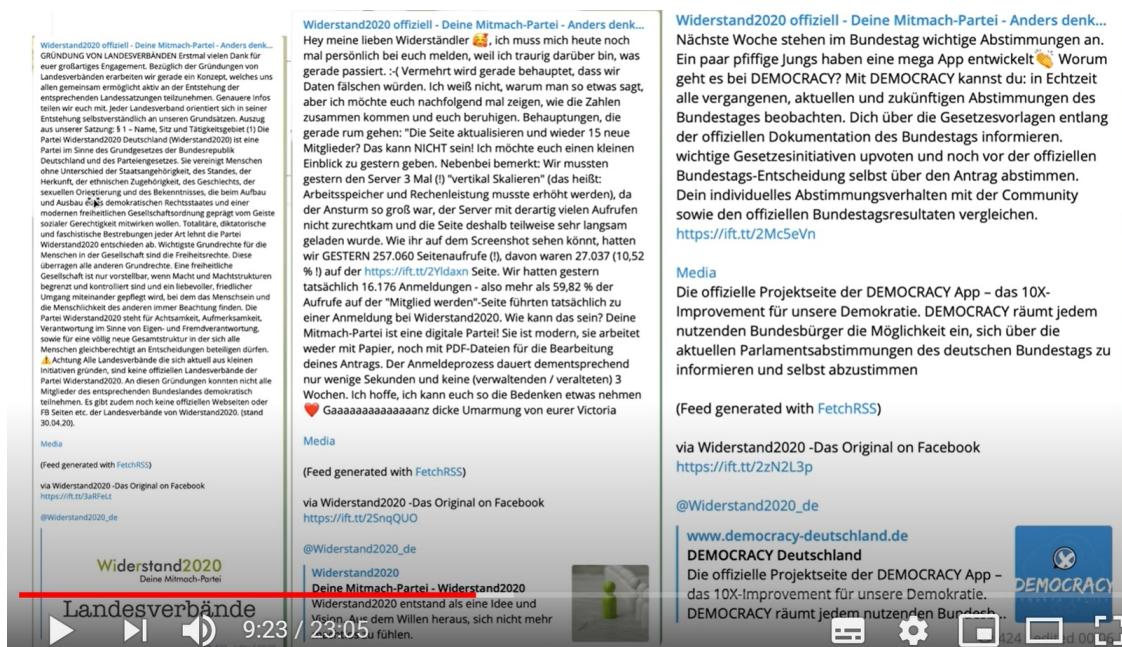 Widerstand2020 offiziell - Deine Mitmach-Partei - Anders denk...
GRÜNDUNG VON LANDESVERBÄNDEN Erstmal vielen Dank für
euer großartiges Engagement. Bezüglich der Gründungen von
Landesverbänden erarbeiten wir gerade ein Konzept, welches uns
allen gemeinsam ermöglicht aktiv an der Entstehung der
entsprechenden Landessatzungen teilzunehmen. Genauere Infos
teilen wir euch mit. Jeder Landesverband orientiert sich in seiner
Entstehung selbstverständlich an unseren Grundsätzen. Auszug
aus unserer Satzung: § 1 – Name, Sitz und Tätigkeitsgebiet (1) Die
Partei Widerstand2020 Deutschland (Widerstand2020) ist eine
Partei im Sinne des Grundgesetzes der Bundesrepublik
Deutschland und des Parteiengesetzes. Sie vereinigt Menschen
ohne Unterschied der Staatsangehörigkeit, des Standes, der
Herkunft, der ethnischen Zugehörigkeit, des Geschlechts, der
sexuellen Orientierung und des Bekenntnisses, die beim Aufbau
und Ausbau demokratischen Rechtsstaates und einer
modernen freiheitlichen Gesellschaftsordnung geprägt vom Geiste
sozialer Gerechtigkeit mitwirken wollen. Totalitäre, diktatorische
und faschistische Bestrebungen jeder Art lehnt die Partei
Widerstand2020 entschieden ab. Wichtigste Grundrechte für die
Menschen in der Gesellschaft sind die Freiheitsrechte. Diese
überragen alle anderen Grundrechte. Eine freiheitliche
Gesellschaft ist nur vorstellbar, wenn Macht und Machtstrukturen
begrenzt und kontrolliert sind und ein liebevoller, friedlicher
Umgang miteinander gepflegt wird, bei dem das Menschsein und
die Menschlichkeit des anderen immer Beachtung finden. Die
Partei Widerstand2020 steht für Achtsamkeit, Aufmerksamkeit,
Verantwortung im Sinne von Eigen- und Fremdverantwortung,
sowie für eine völlig neue Gesamtstruktur in der sich alle
Menschen gleichberechtigt an Entscheidungen beteiligen dürfen.
⚠️Achtung Alle Landesverbände die sich aktuell aus kleinen
Initiativen gründen, sind keine offiziellen Landesverbände der
Partei Widerstand2020. An diesen Gründungen konnten nicht alle
Mitglieder des entsprechenden Bundeslandes demokratisch
teilnehmen. Es gibt zudem noch keine offiziellen Webseiten oder
FB Seiten etc. der Landesverbände von Widerstand2020. (stand
30.04.20).
Media
(Feed generated with FetchRSS)
via Widerstand2020 -Das Original on Facebook
https://ift.tt/3aRFeLt
@Widerstand2020_de
Widerstand2020
Deine Mitmach-Partei
Landesverbände
Widerstand2020 offiziell - Deine Mitmach-Partei - Anders denk...
Hey meine lieben Widerständler 🥰, ich muss mich heute noch
mal persönlich bei euch melden, weil ich traurig darüber bin, was
gerade passiert. :-( Vermehrt wird gerade behauptet, dass wir
Daten fälschen würden. Ich weiß nicht, warum man so etwas sagt,
aber ich möchte euch nachfolgend mal zeigen, wie die Zahlen
zusammen kommen und euch beruhigen. Behauptungen, die
gerade rum gehen: "Die Seite aktualisieren und wieder 15 neue
Mitglieder? Das kann NICHT sein! Ich möchte euch einen kleinen
Einblick zu gestern geben. Nebenbei bemerkt: Wir mussten
gestern den Server 3 Mal (!) "vertikal Skalieren" (das heißt:
Arbeitsspeicher und Rechenleistung musste erhöht werden), da
der Ansturm so groß war, der Server mit derartig vielen Aufrufen
nicht zurechtkam und die Seite deshalb teilweise sehr langsam
geladen wurde. Wie ihr auf dem Screenshot sehen könnt, hatten
wir GESTERN 257.060 Seitenaufrufe (!), davon waren 27.037 (10,52
% !) auf der https://ift.tt/2Yldaxn Seite. Wir hatten gestern
tatsächlich 16.176 Anmeldungen - also mehr als 59,82 % der
Aufrufe auf der "Mitglied werden"-Seite führten tatsächlich zu
einer Anmeldung bei Widerstand2020. Wie kann das sein? Deine
Mitmach-Partei ist eine digitale Partei! Sie ist modern, sie arbeitet
weder mit Papier, noch mit PDF-Dateien für die Bearbeitung
deines Antrags. Der Anmeldeprozess dauert dementsprechend
nur wenige Sekunden und keine (verwaltenden / veralteten) 3
Wochen. Ich hoffe, ich kann euch so die Bedenken etwas nehmen
❤️ Gaaaaaaaaaaaaanz dicke Umarmung von eurer Victoria
Media
(Feed generated with FetchRSS)
via Widerstand2020 -Das Original on Facebook
https://ift.tt/2SnqQUO
@Widerstand2020_de
Widerstand2020
Deine Mitmach-Partei - Widerstand2020
Widerstand2020 entstand als eine Idee und
Vision. Aus dem Willen heraus, sich nicht mehr
zu fühlen.
Widerstand2020 offiziell - Deine Mitmach-Partei - Anders denk...
Nächste Woche stehen im Bundestag wichtige Abstimmungen an.
Ein paar pfiffige Jungs haben eine mega App entwickelt👏 Worum
geht es bei DEMOCRACY? Mit DEMOCRACY kannst du: in Echtzeit
alle vergangenen, aktuellen und zukünftigen Abstimmungen des
Bundestages beobachten. Dich über die Gesetzesvorlagen entlang
der offiziellen Dokumentation des Bundestags informieren.
wichtige Gesetzesinitiativen upvoten und noch vor der offiziellen
Bundestags-Entscheidung selbst über den Antrag abstimmen.
Dein individuelles Abstimmungsverhalten mit der Community
sowie den offiziellen Bundestagsresultaten vergleichen.
https://ift.tt/2Mc5eVn
Media
Die offizielle Projektseite der DEMOCRACY App – das 10X-
Improvement für unsere Demokratie. DEMOCRACY räumt jedem
nutzenden Bundesbürger die Möglichkeit ein, sich über die
aktuellen Parlamentsabstimmungen des deutschen Bundestags zu
informieren und selbst abzustimmen
(Feed generated with FetchRSS)
via Widerstand2020 -Das Original on Facebook
https://ift.tt/2zN2L3p
@Widerstand2020_de
www.democracy-deutschland.de
DEMOCRACY Deutschland
Die offizielle Projektseite der DEMOCRACY App –
das 10X-Improvement für unsere Demokratie.
DEMOCRACY räumt jedem nutzenden Bundesb...
DEMOCRACY
9:23 / 23:05
424 edited 00:06